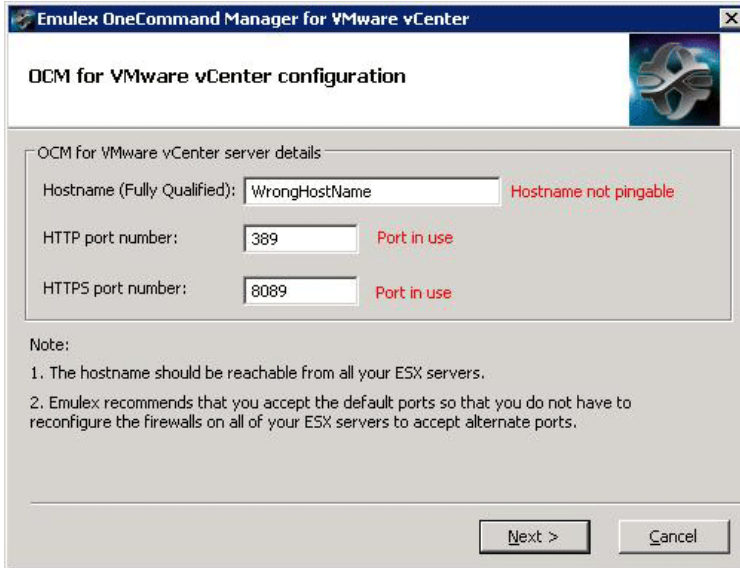 Emulex OneCommand Manager for VMware vCenter
OCM for VMware vCenter configuration
OCM for VMware vCenter server details
Hostname (Fully Qualified): WrongHostName Hostname not pingable
HTTP port number: 389 Port in use
HTTPS port number: 8089 Port in use
Note:
1. The hostname should be reachable from all your ESX servers.
2. Emulex recommends that you accept the default ports so that you do not have to
reconfigure the firewalls on all of your ESX servers to accept alternate ports.
Next > Cancel